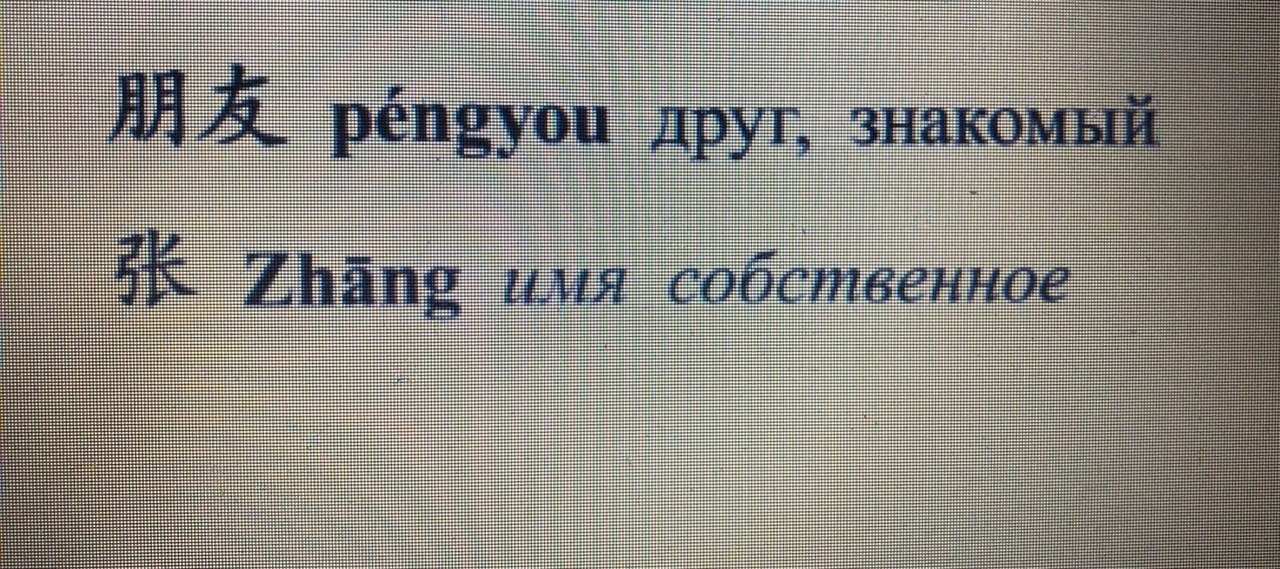 朋友 péngyou друг, знакомый
张 Zhāng имя собственное